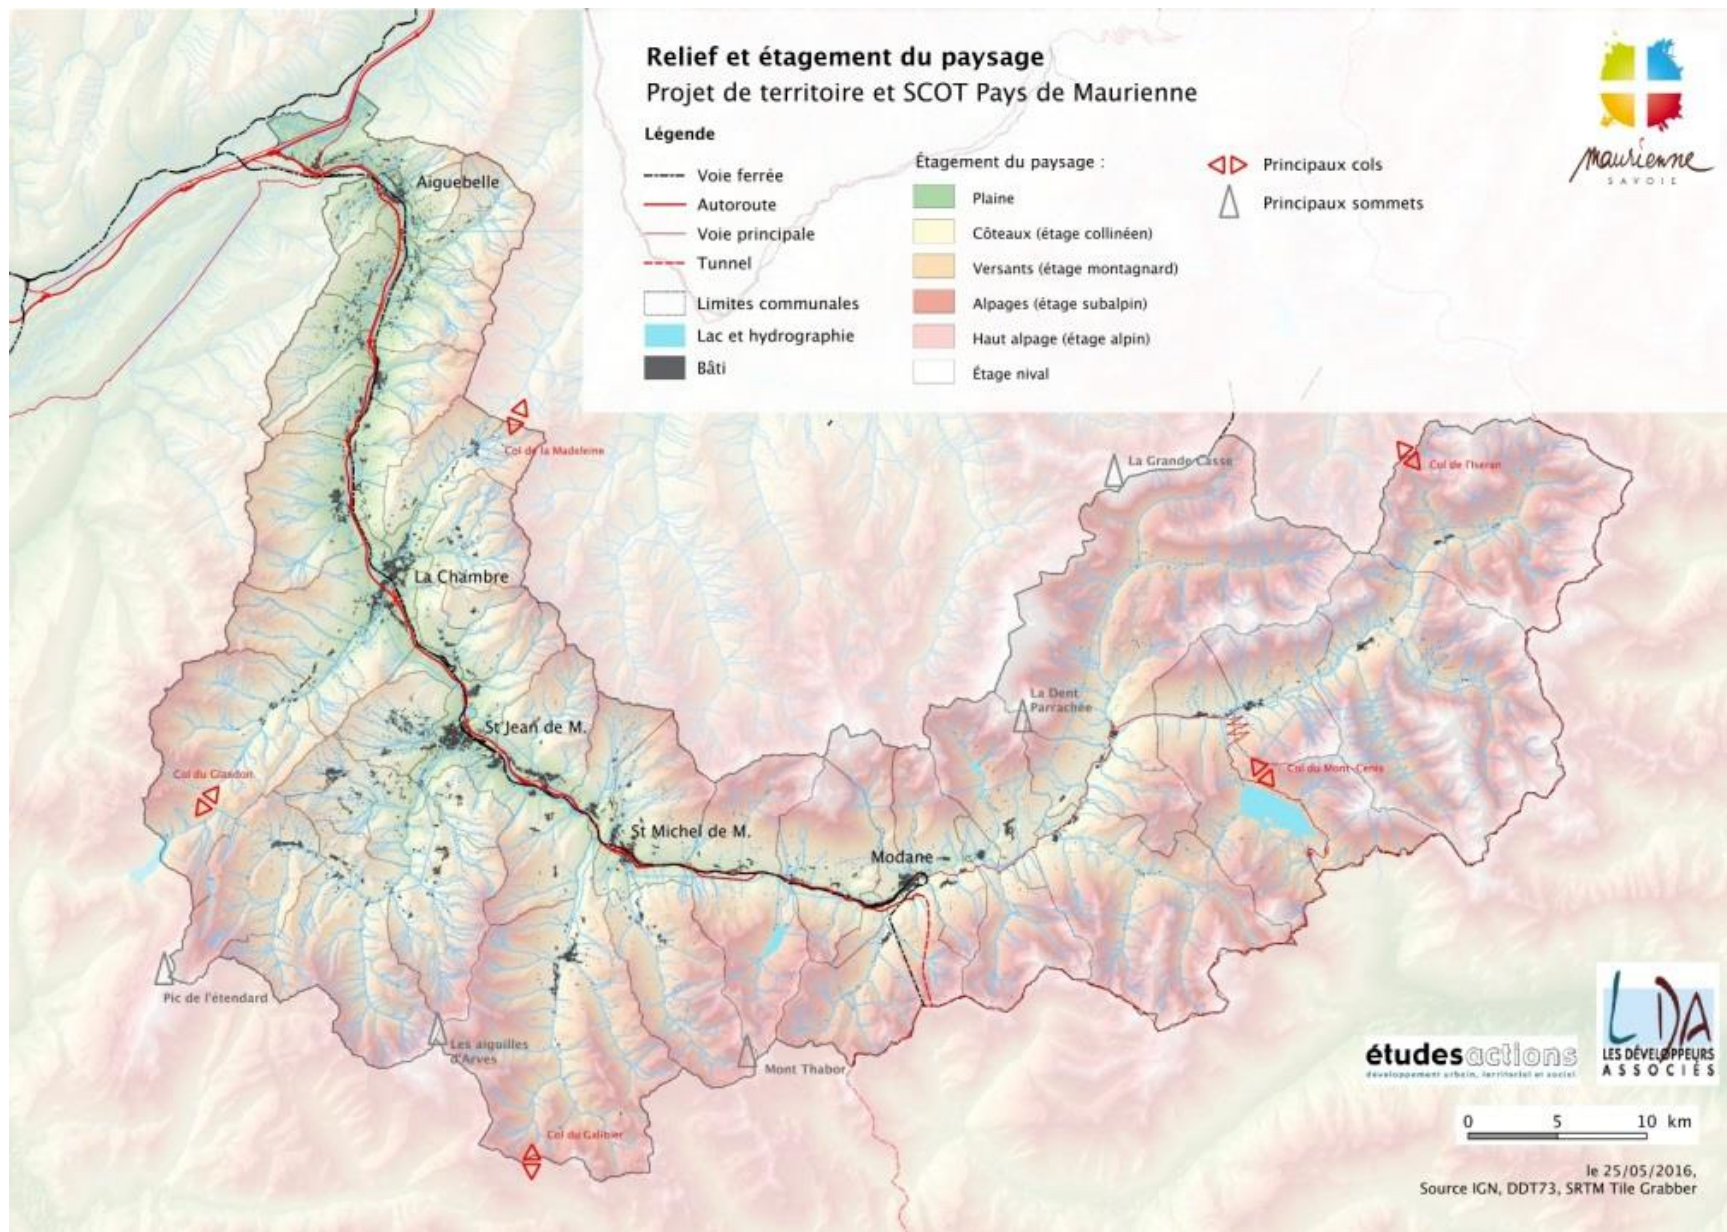 Relief et étagement du paysage
Projet de territoire et SCOT Pays de Maurienne
Légende
Voie ferrée
Autoroute
Voie principale
Tunnel
Limites communales
Lac et hydrographie
Bâti
Étagement du paysage :
Plaine
Côteaux (étage collinéen)
Versants (étage montagnard)
Alpages (étage subalpin)
Haut alpage (étage alpin)
Étage nival
Principaux cols
Principaux sommets
Maurienne
SAVOIE
Aiguebelle
Col de la Madeleine
La Grande Casse
Col de l'Iseran
La Chambre
La Dent
Parrachée
St Jean de M.
Col du Glandon
Col du Mont-Cenis
St Michel de M.
Modane
Pic de l'étendard
Les aiguilles
d'Arves
Mont Thabor
Col du Galibier
étudesactions
développement urbain, territorial et social
LDA
LES DÉVELOPPEURS
ASSOCIÉS
0 5 10 km
le 25/05/2016,
Source IGN, DDT73, SRTM Tile Grabber